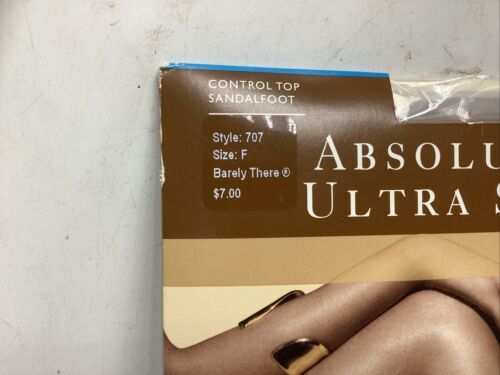 CONTROL TOP
SANDALFOOT
Style: 707
Size: F
Barely There ®
$7.00
ABSOLU
ULTRA S